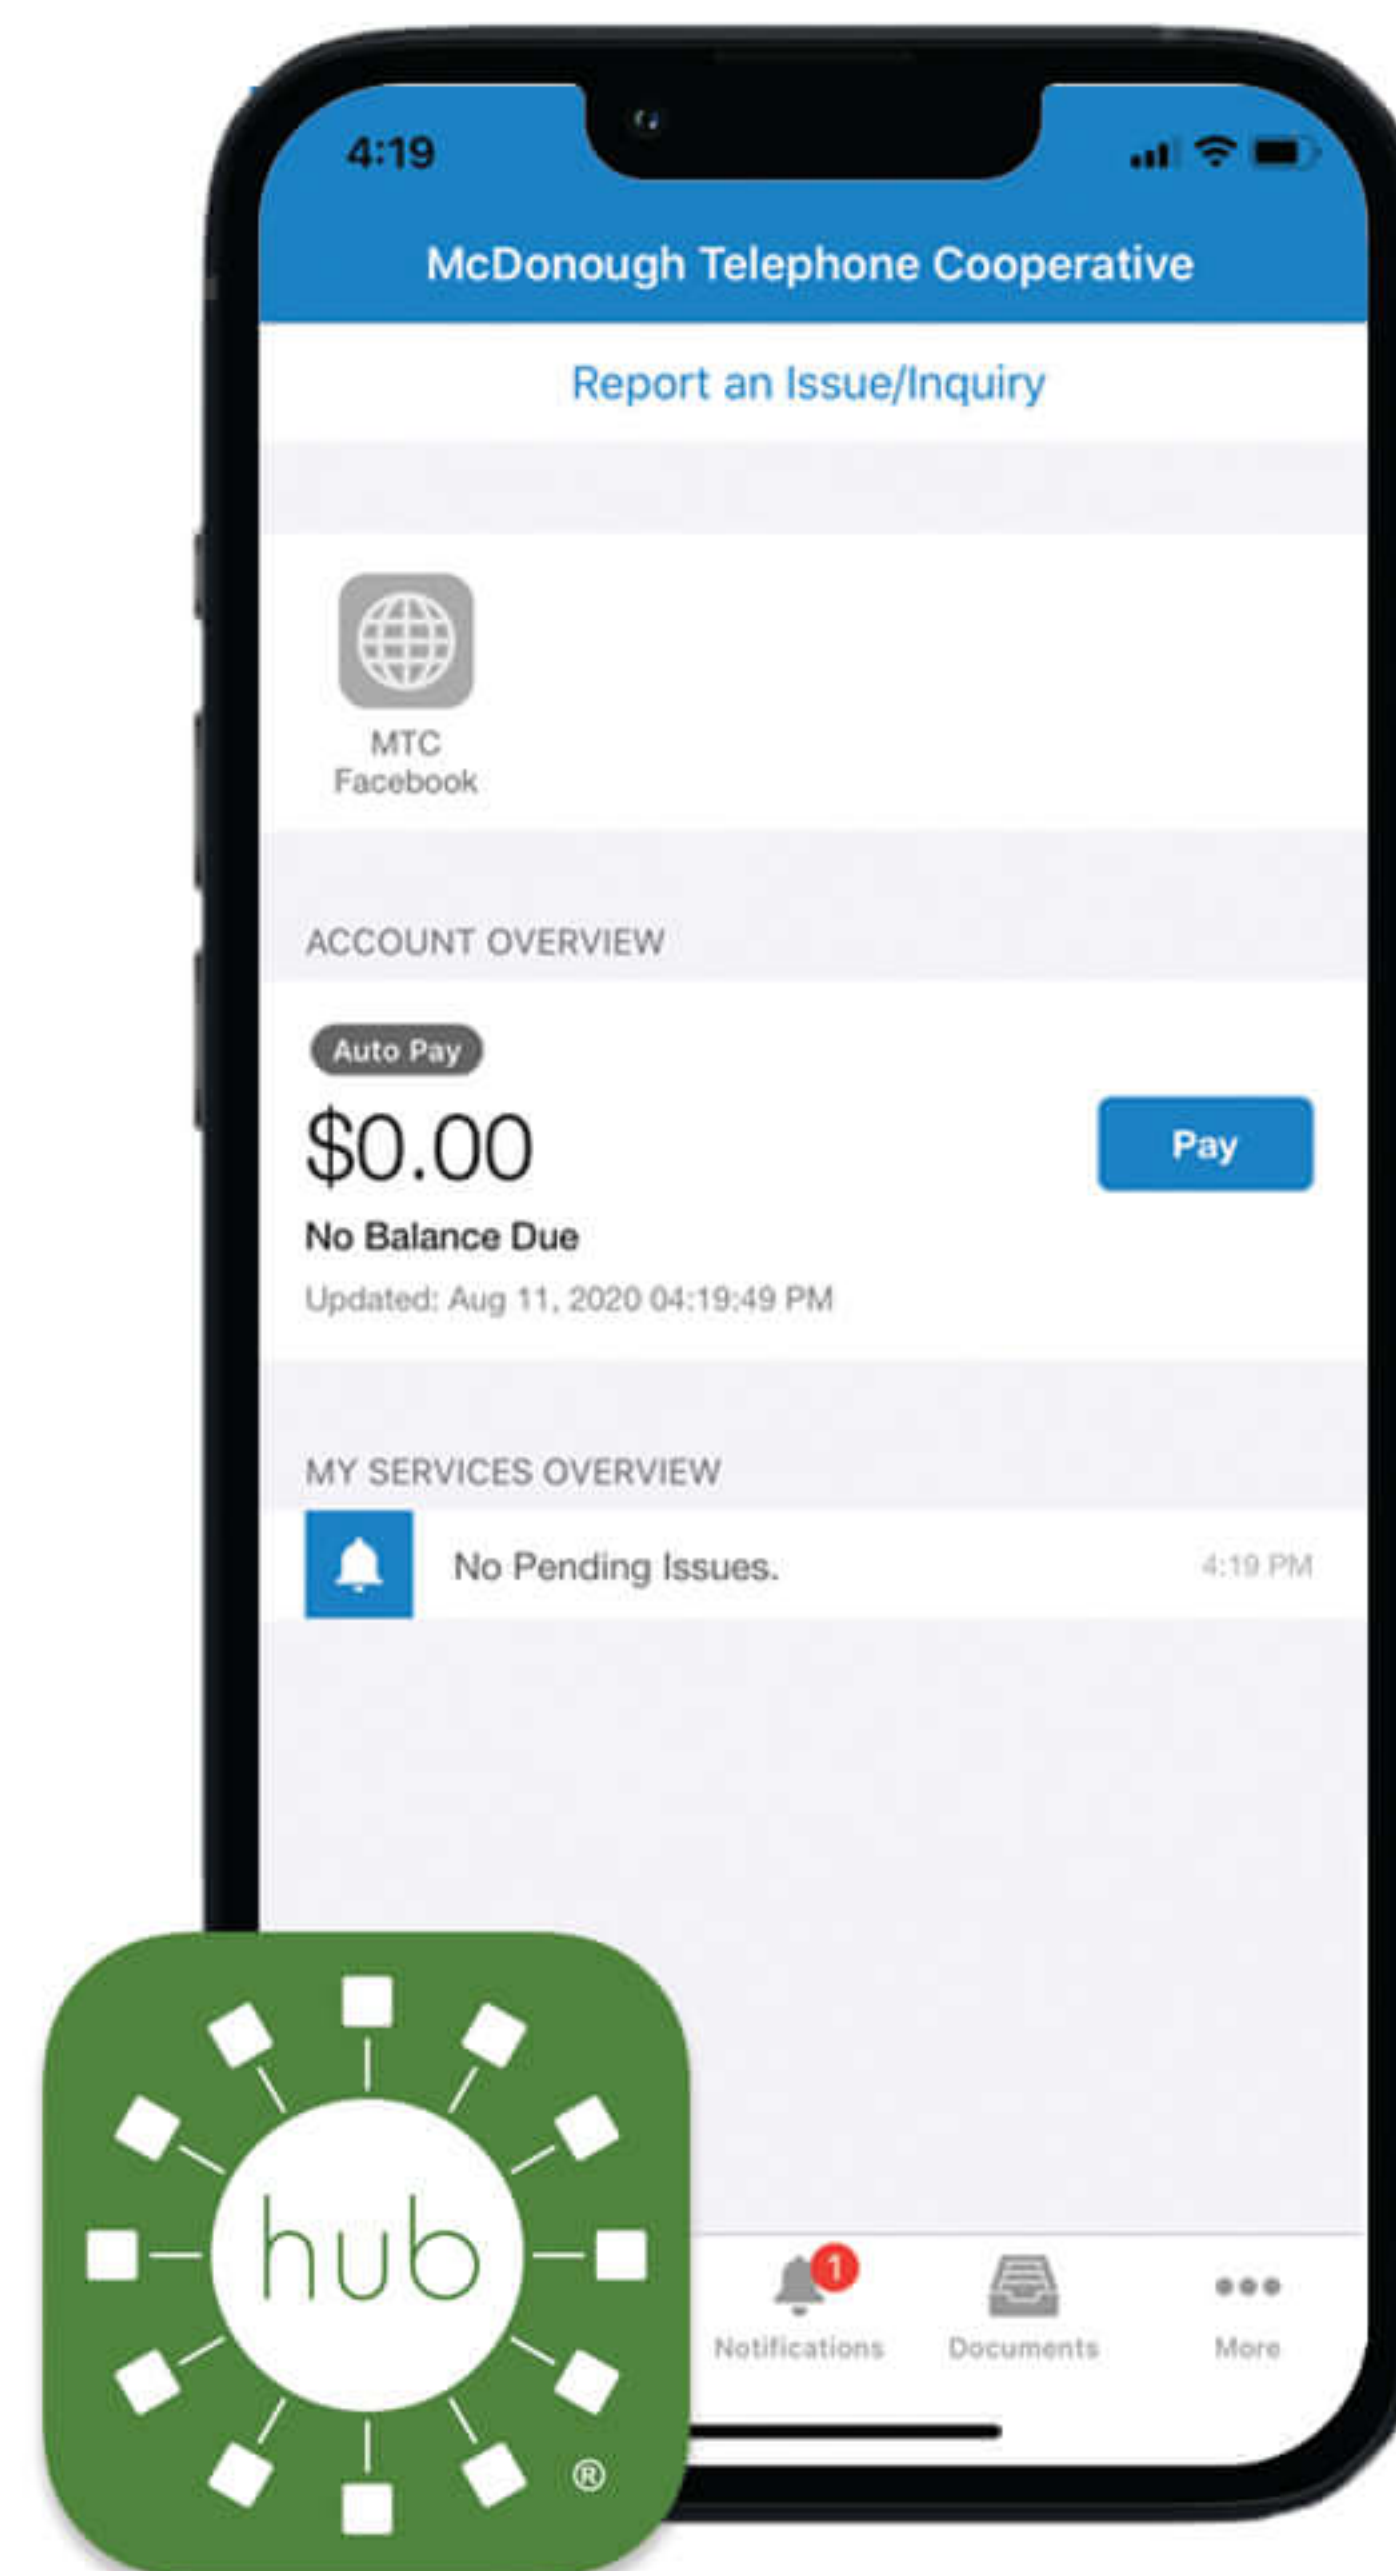 4:19
McDonough Telephone Cooperative
Report an Issue/Inquiry
MTC
Facebook
ACCOUNT OVERVIEW
Auto Pay
$0.00
Pay
No Balance Due
Updated: Aug 11, 2020 04:19:49 PM
MY SERVICES OVERVIEW
No Pending Issues.
4:19 PM
hub
®
1
Notifications
Documents
More